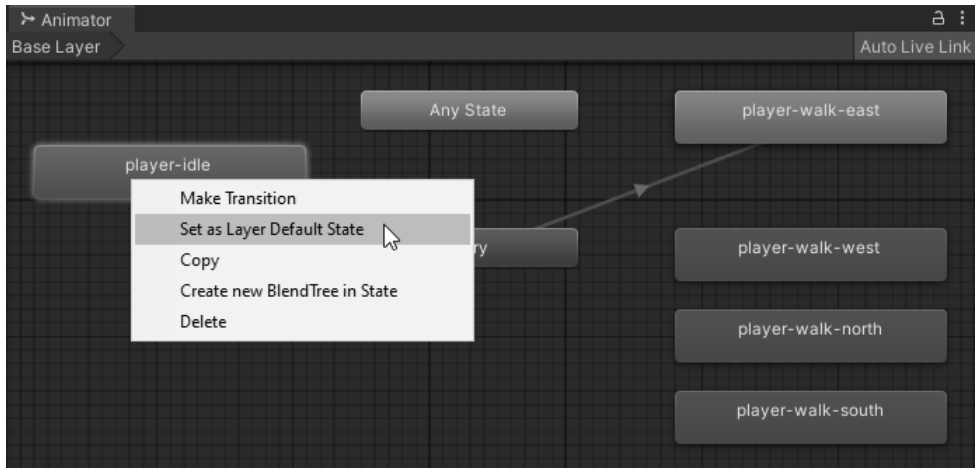 Animator
Base Layer
Auto Live Link
Any State
player-walk-east
player-idle
Make Transition
Set as Layer Default State
Copy
Create new BlendTree in State
Delete
ry
player-walk-west
player-walk-north
player-walk-south